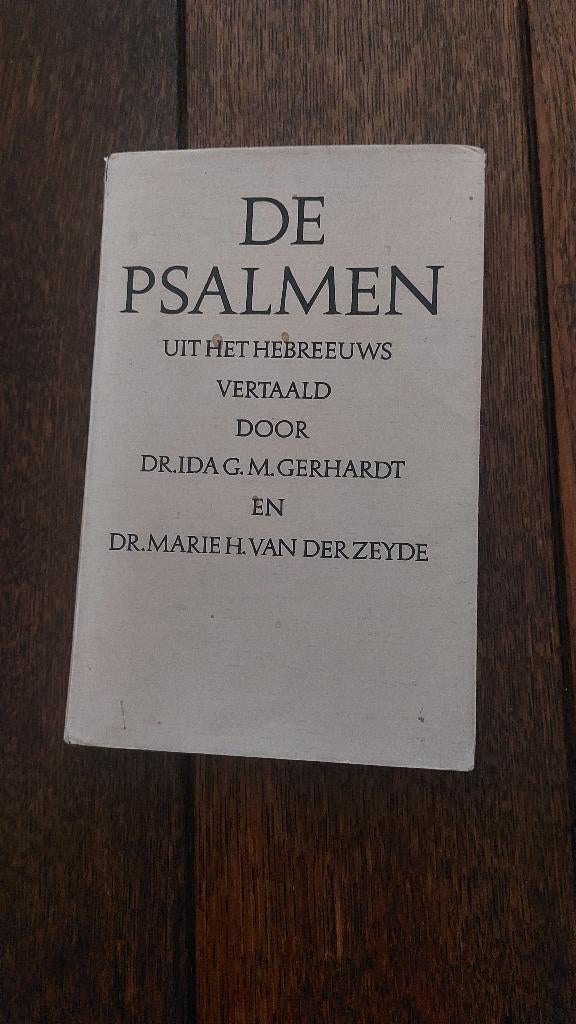 DE
PSALMEN
UIT HET HEBREEUWS
VERTAALD
DOOR
DR. IDA G. M. GERHARDT
EN
DR. MARIE H. VAN DER ZEYDE